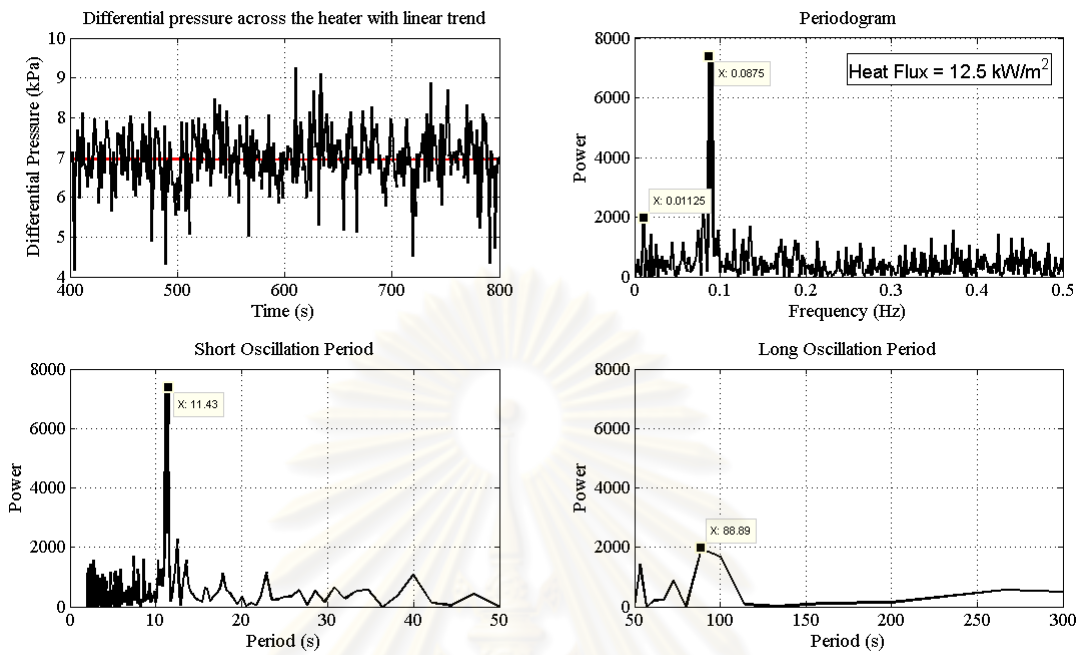 Differential pressure across the heater with linear trend
Differential Pressure (kPa)
10
9
8
7
6
5
4
400
500
600
700
800
Time (s)
Periodogram
Power
8000
6000
4000
2000
0
X: 0.0875
X: 0.01125
Heat Flux = 12.5 kW/m²
0
0.1
0.2
0.3
0.4
0.5
Frequency (Hz)
Short Oscillation Period
Power
8000
6000
4000
2000
0
X: 11.43
0
10
20
30
40
50
Period (s)
Long Oscillation Period
Power
8000
6000
4000
2000
0
X: 88.89
50
100
150
200
250
300
Period (s)